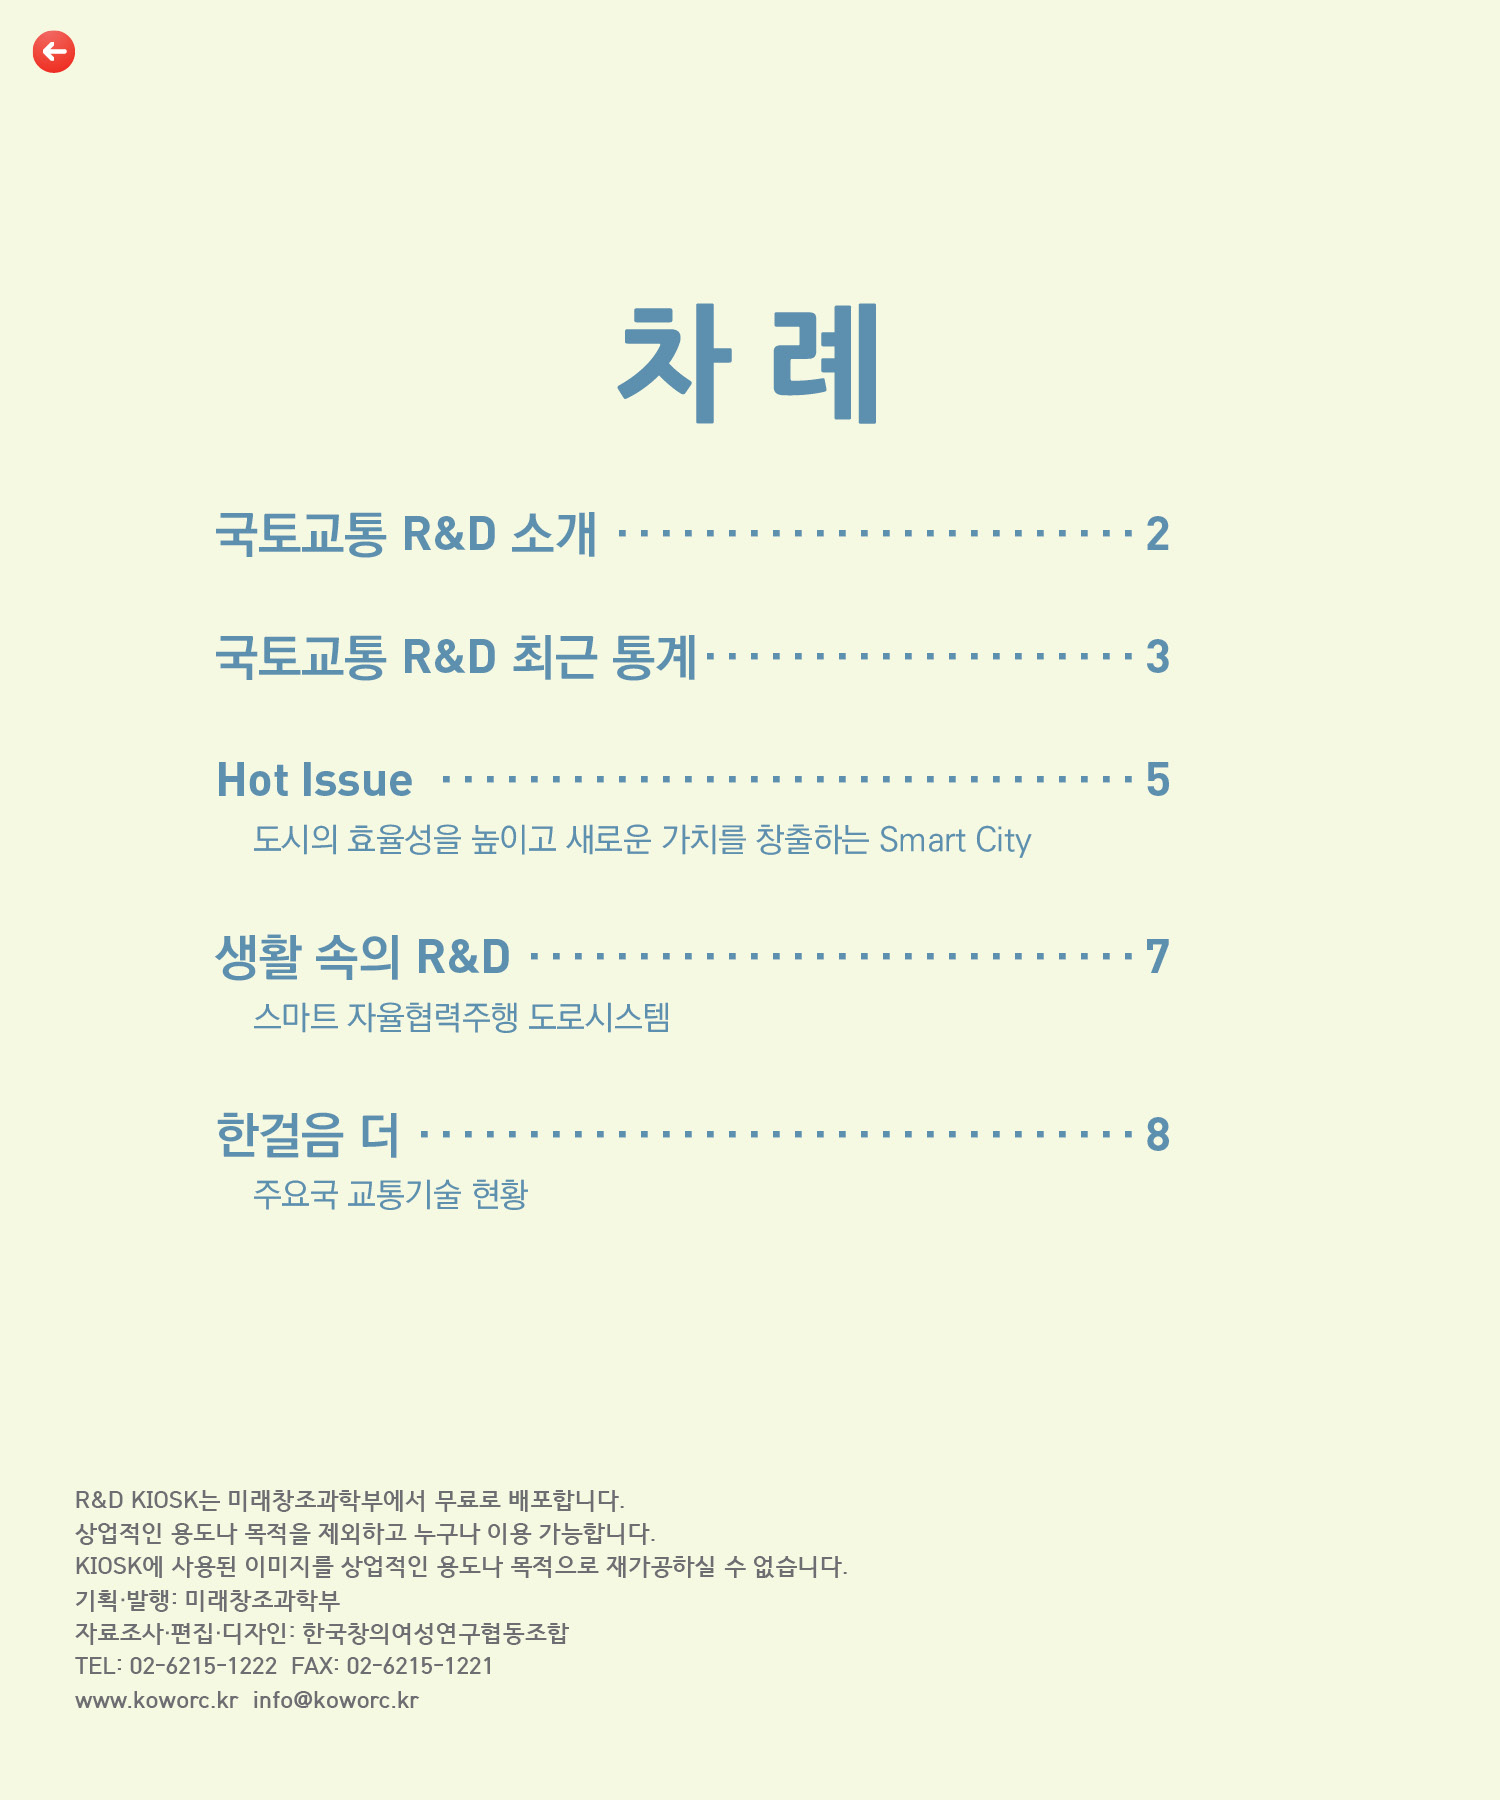 차 례
국토교통 R&D 소개 ························ 2
국토교통 R&D 최근 통계···················· 3
Hot Issue ································ 5
도시의 효율성을 높이고 새로운 가치를 창출하는 Smart City
생활 속의 R&D ···························· 7
스마트 자율협력주행 도로시스템
한걸음 더 ································· 8
주요국 교통기술 현황
R&D KIOSK는 미래창조과학부에서 무료로 배포합니다.
상업적인 용도나 목적을 제외하고 누구나 이용 가능합니다.
KIOSK에 사용된 이미지를 상업적인 용도나 목적으로 재가공하실 수 없습니다.
기획·발행: 미래창조과학부
자료조사·편집·디자인: 한국창의여성연구협동조합
TEL: 02-6215-1222 FAX: 02-6215-1221
www.koworc.kr info@koworc.kr